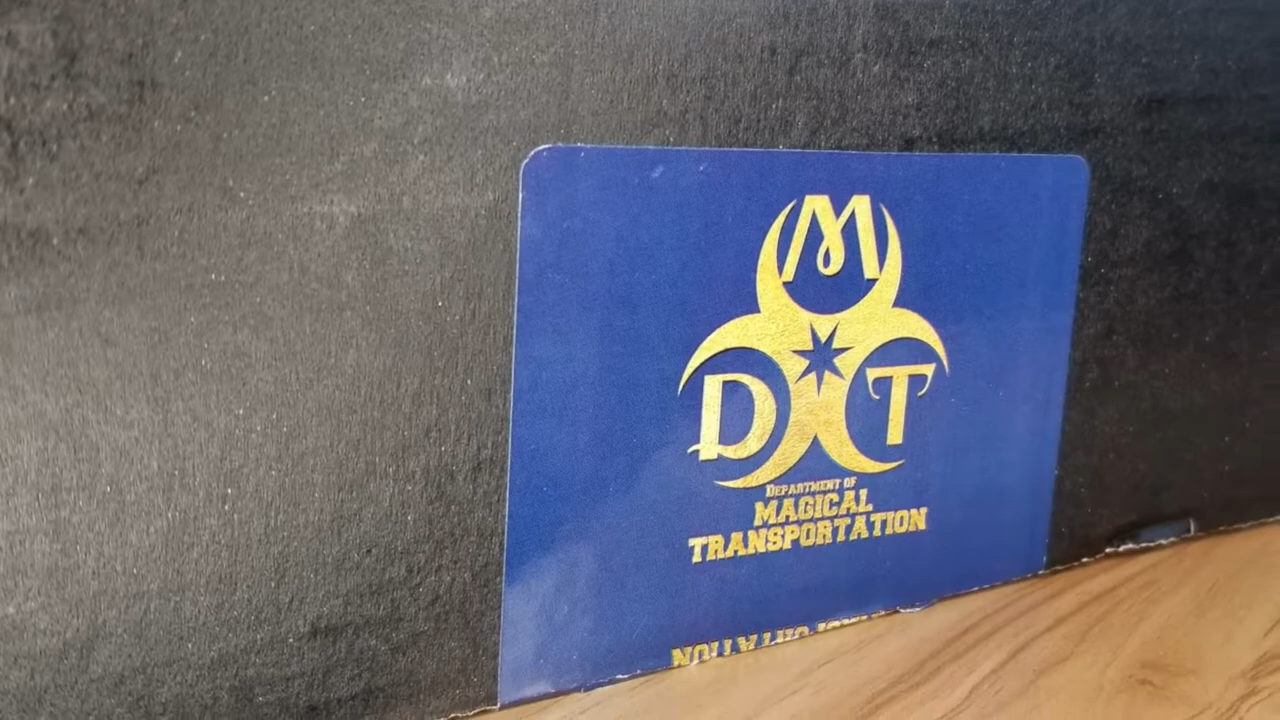 M
D T
DEPARTMENT OF
MAGICAL
TRANSPORTATION